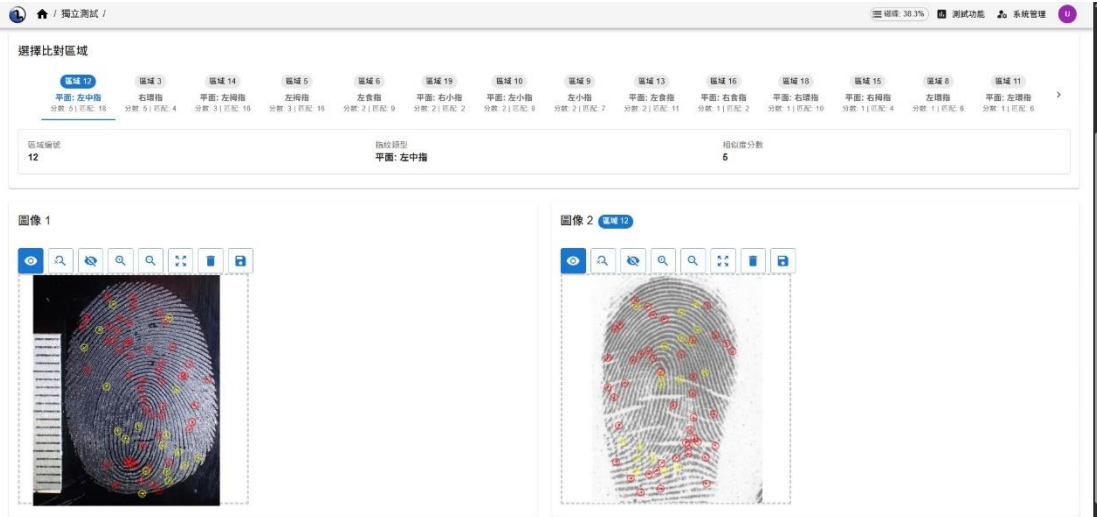 / 獨立測試 /
磁碟: 38.3%
測試功能
系統管理
U
選擇比對區域
區域 12
平面: 左中指
分數: 5 | 匹配: 18
區域 3
右環指
分數: 5 | 匹配: 4
區域 14
平面: 左拇指
分數: 3 | 匹配: 16
區域 5
左拇指
分數: 3 | 匹配: 16
區域 6
左食指
分數: 2 | 匹配: 9
區域 19
平面: 右小指
分數: 2 | 匹配: 2
區域 10
平面: 左小指
分數: 2 | 匹配: 9
區域 9
左小指
分數: 2 | 匹配: 7
區域 13
平面: 左食指
分數: 2 | 匹配: 11
區域 16
平面: 右食指
分數: 1 | 匹配: 2
區域 18
平面: 右環指
分數: 1 | 匹配: 10
區域 15
平面: 右拇指
分數: 1 | 匹配: 4
區域 8
左環指
分數: 1 | 匹配: 6
區域 11
平面: 左環指
分數: 1 | 匹配: 6
區域編號
12
指紋類型
平面: 左中指
相似度分數
5
圖像 1
圖像 2
區域 12